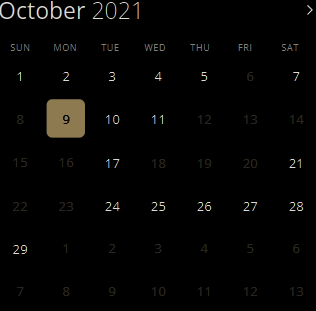 October 2021
SUN MON TUE WED THU FRI SAT
1 2 3 4 5 6 7
8 9 10 11 12 13 14
15 16 17 18 19 20 21
22 23 24 25 26 27 28
29 1 2 3 4 5 6
7 8 9 10 11 12 13